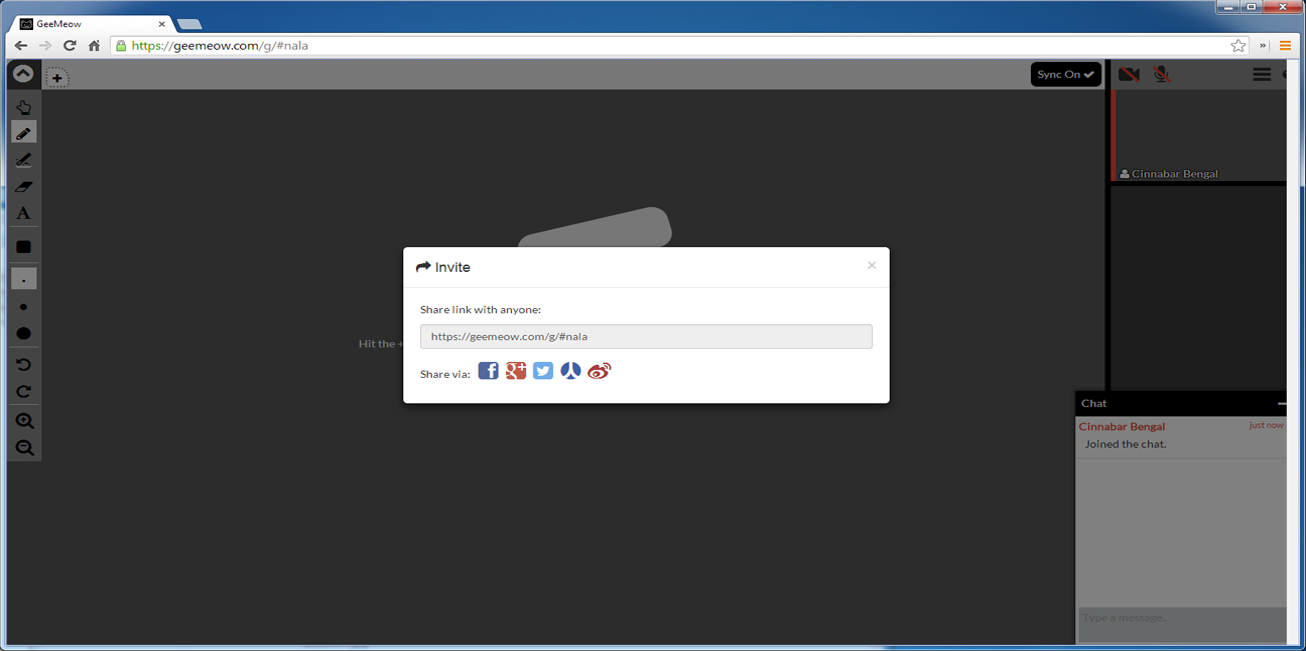 GeeMeow
https://geemeow.com/g/#nala
Sync On
Cinnabar Bengal
Invite
Share link with anyone:
https://geemeow.com/g/#nala
Hit the +
Share via:
Chat
Cinnabar Bengal just now
Joined the chat.
Type a message..